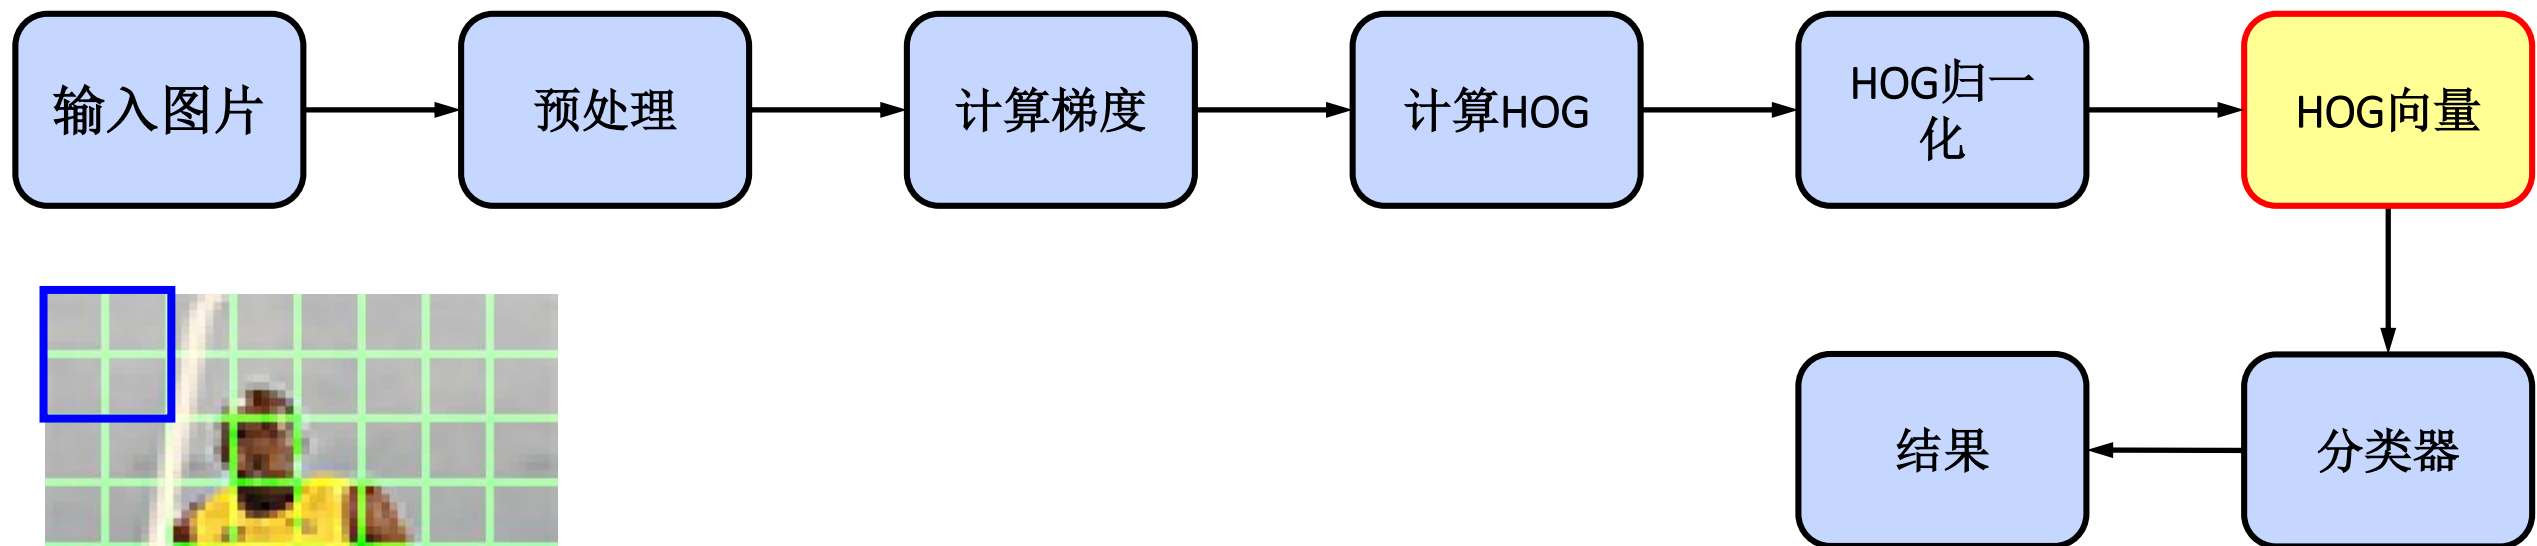 输入图片
预处理
计算梯度
计算HOG
HOG归一
化
HOG向量
结果
分类器